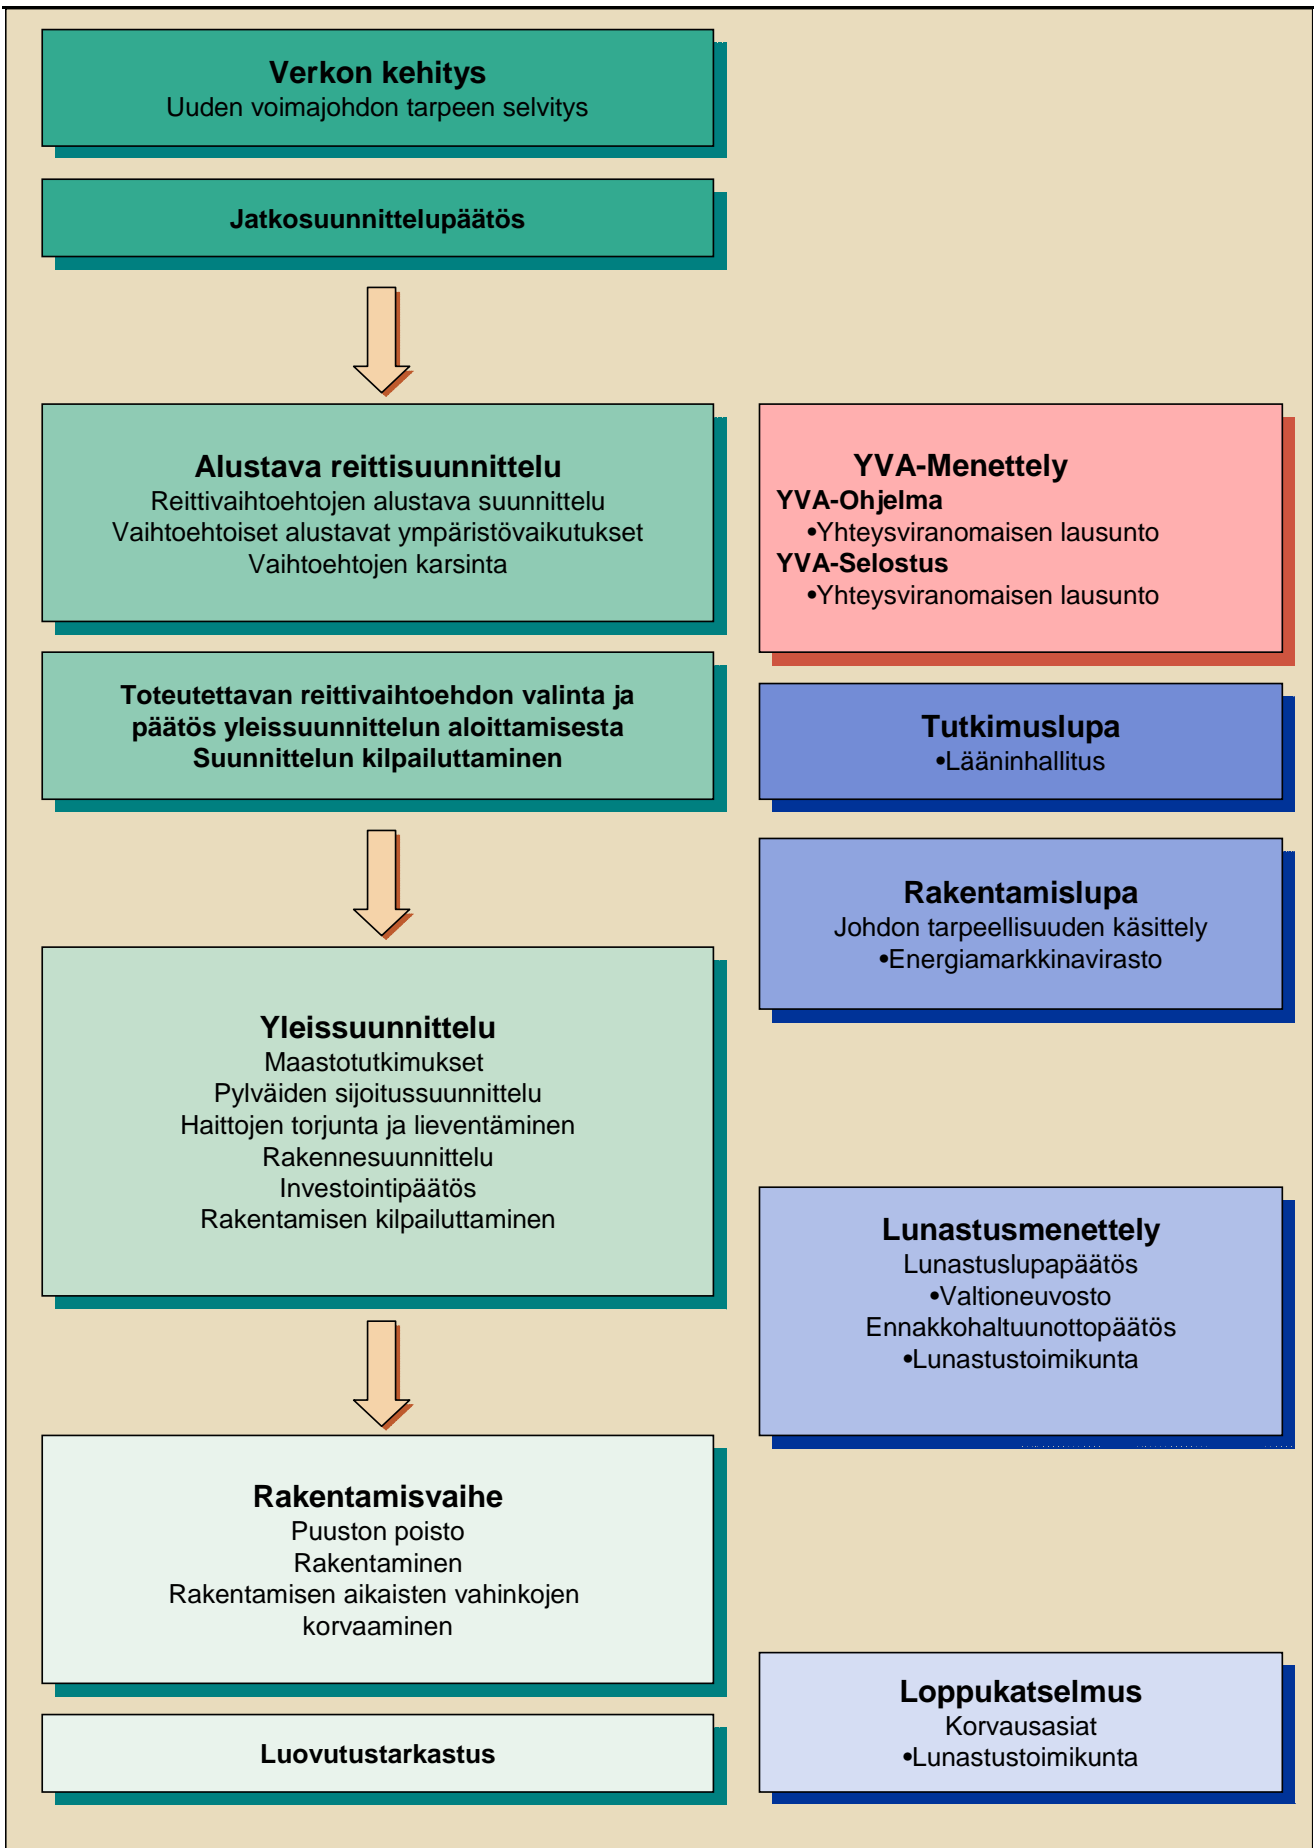 Verkon kehitys
Uuden voimajohdon tarpeen selvitys
Jatkosuunnittelupäätös
Alustava reittisuunnittelu
Reittivaihtoehtojen alustava suunnittelu
Vaihtoehtoiset alustavat ympäristövaikutukset
Vaihtoehtojen karsinta
YVA-Menettely
YVA-Ohjelma
•Yhteysviranomaisen lausunto
YVA-Selostus
•Yhteysviranomaisen lausunto
Toteutettavan reittivaihtoehdon valinta ja
päätös yleissuunnittelun aloittamisesta
Suunnittelun kilpailuttaminen
Tutkimuslupa
•Lääninhallitus
Rakentamislupa
Johdon tarpeellisuuden käsittely
•Energiamarkkinavirasto
Yleissuunnittelu
Maastotutkimukset
Pylväiden sijoitussuunnittelu
Haittojen torjunta ja lieventäminen
Rakennesuunnittelu
Investointipäätös
Rakentamisen kilpailuttaminen
Lunastusmenettely
Lunastuslupapäätös
•Valtioneuvosto
Ennakkohaltuunottopäätös
•Lunastustoimikunta
Rakentamisvaihe
Puuston poisto
Rakentaminen
Rakentamisen aikaisten vahinkojen
korvaaminen
Luovutustarkastus
Loppukatselmus
Korvausasiat
•Lunastustoimikunta